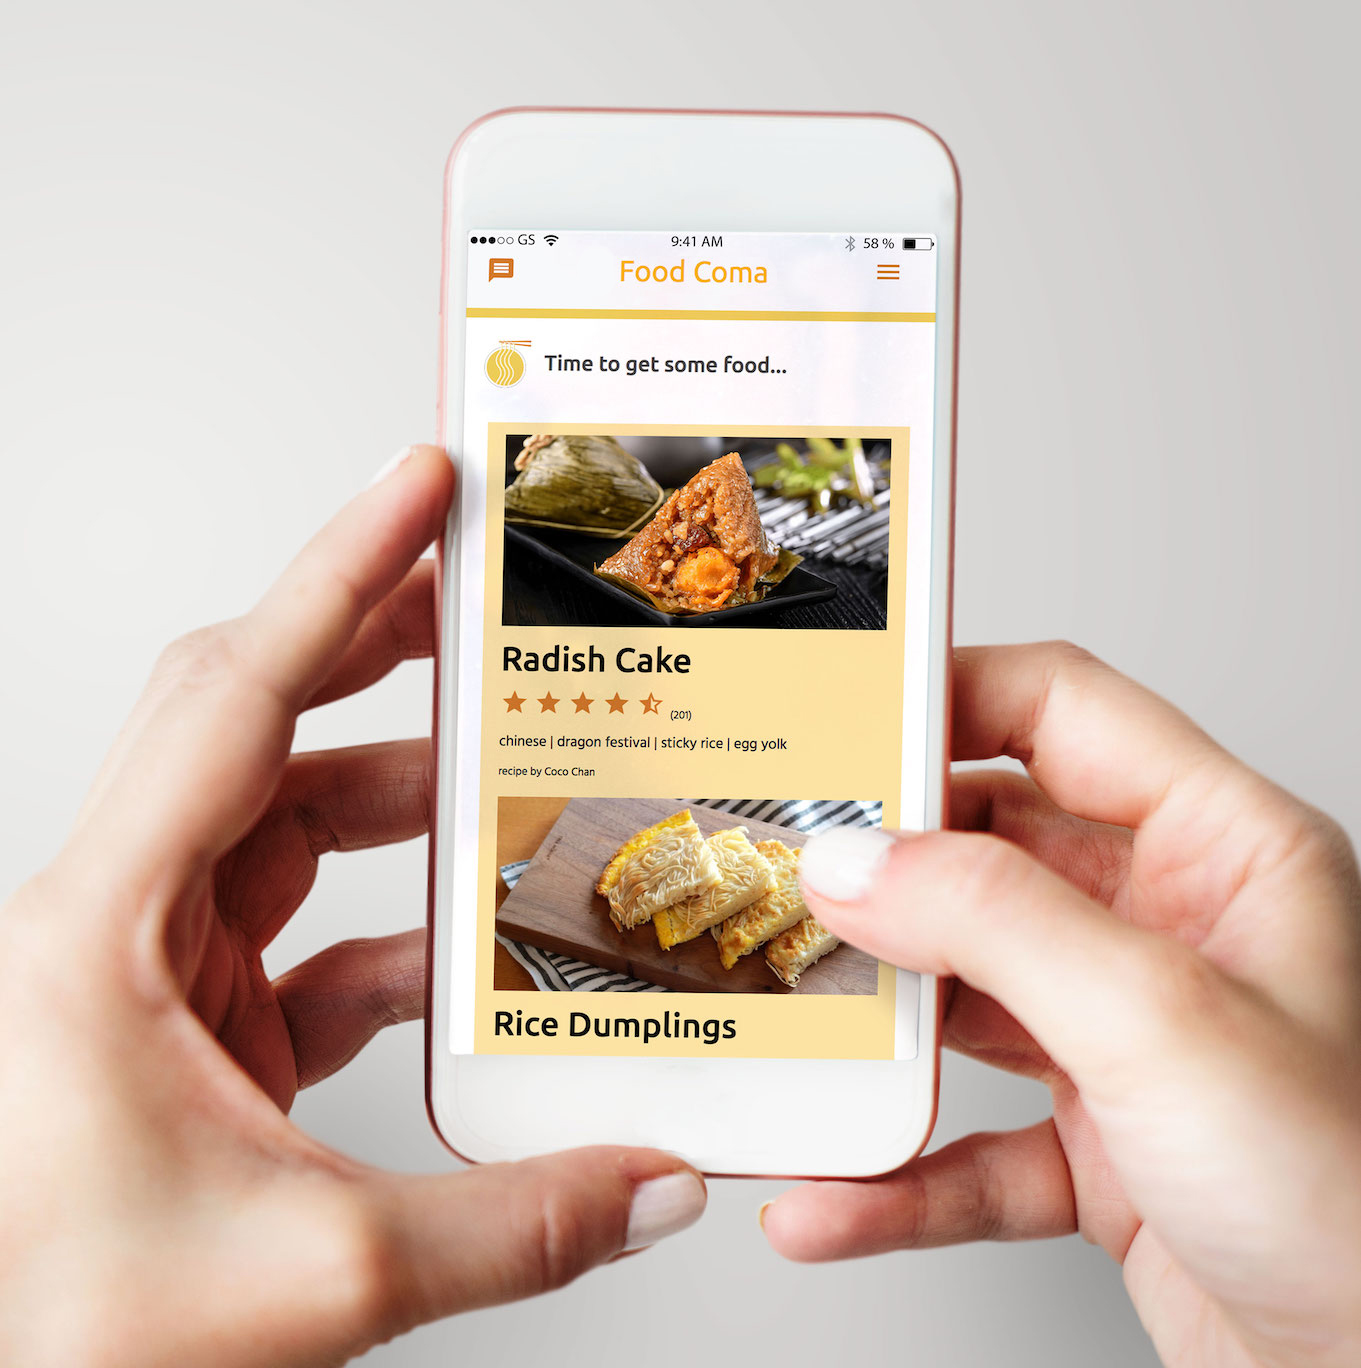 GS 9:41 AM 58 %
Food Coma
Time to get some food...
Radish Cake
(201)
chinese | dragon festival | sticky rice | egg yolk
recipe by Coco Chan
Rice Dumplings